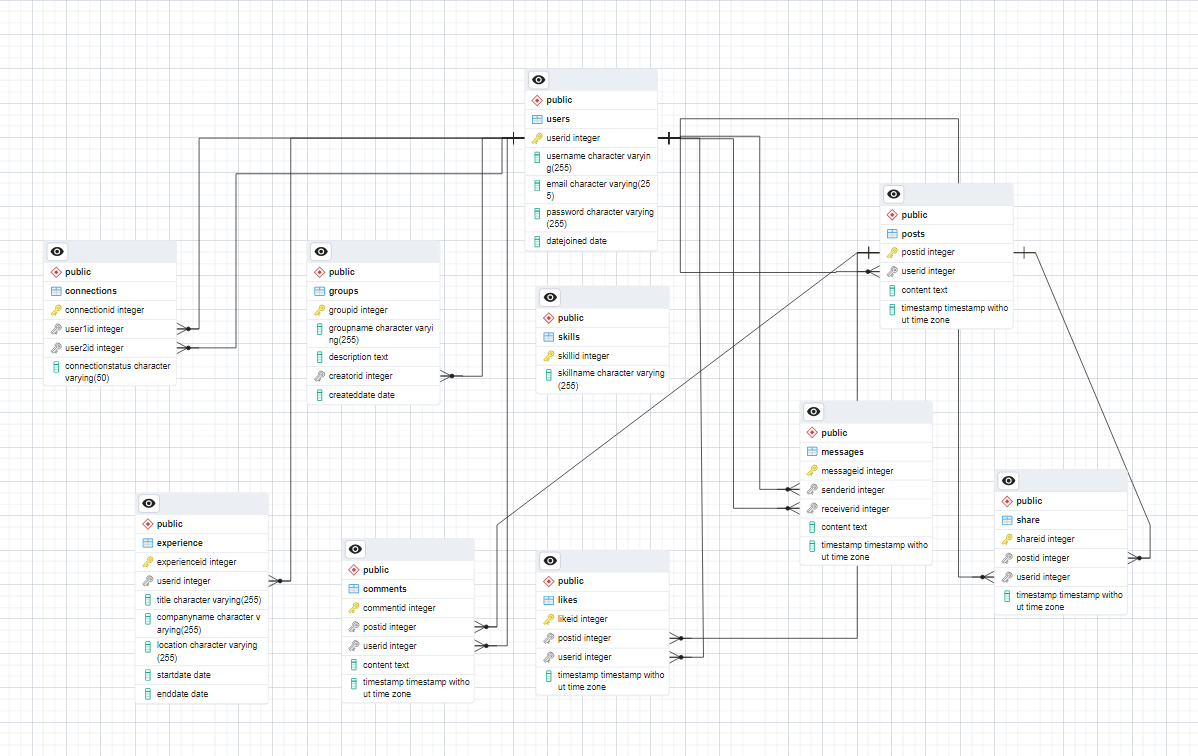 public
users
userid integer
username character varyin
g(255)
email character varying(25
5)
password character varying
(255)
datejoined date
public
posts
postid integer
userid integer
content text
timestamp timestamp witho
ut time zone
public
connections
connectionid integer
user1id integer
user2id integer
connectionstatus character
varying(50)
public
groups
groupid integer
groupname character varyi
ng(255)
description text
creatorid integer
createddate date
public
skills
skillid integer
skillname character varying
(255)
public
messages
messageid integer
senderid integer
receiverid integer
content text
timestamp timestamp witho
ut time zone
public
share
shareid integer
postid integer
userid integer
timestamp timestamp witho
ut time zone
public
experience
experienceid integer
userid integer
title character varying(255)
companyname character v
arying(255)
location character varying
(255)
startdate date
enddate date
public
comments
commentid integer
postid integer
userid integer
content text
timestamp timestamp witho
ut time zone
public
likes
likeid integer
postid integer
userid integer
timestamp timestamp witho
ut time zone